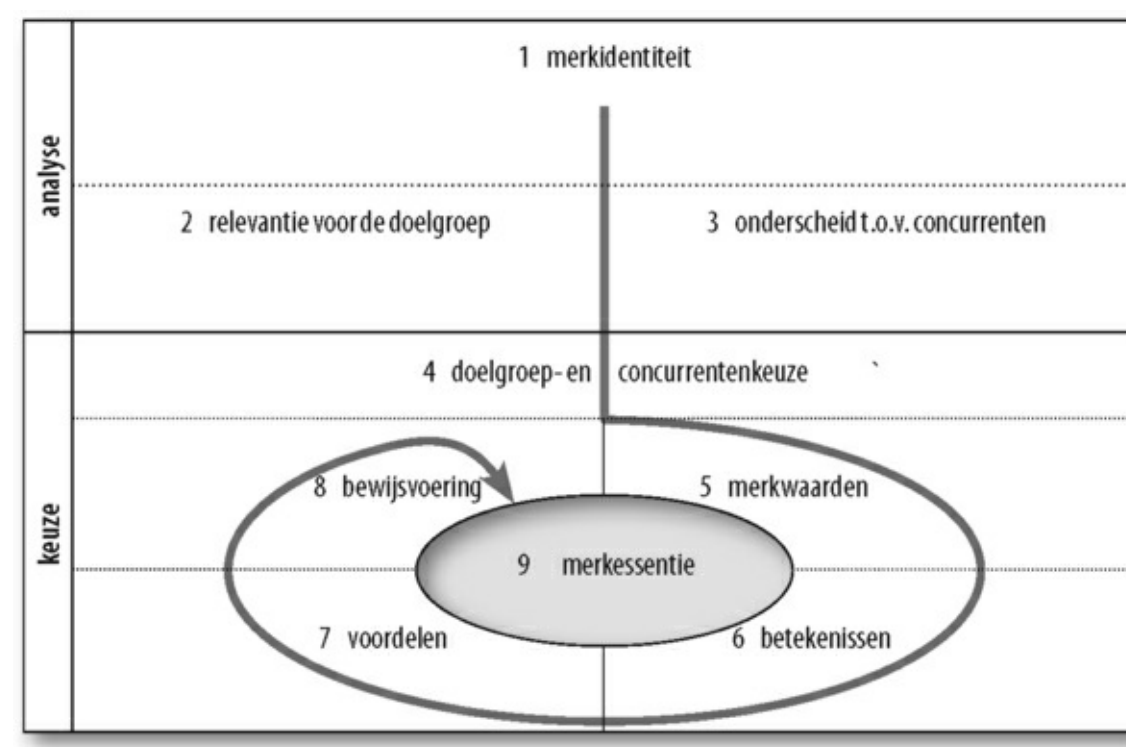 analyse
1 merkidentiteit
2 relevantie voor de doelgroep
3 onderscheid t.o.v. concurrenten
keuze
4 doelgroep- en concurrentenkeuze `
8 bewijsvoering
5 merkwaarden
9 merkessentie
7 voordelen
6 betekenissen